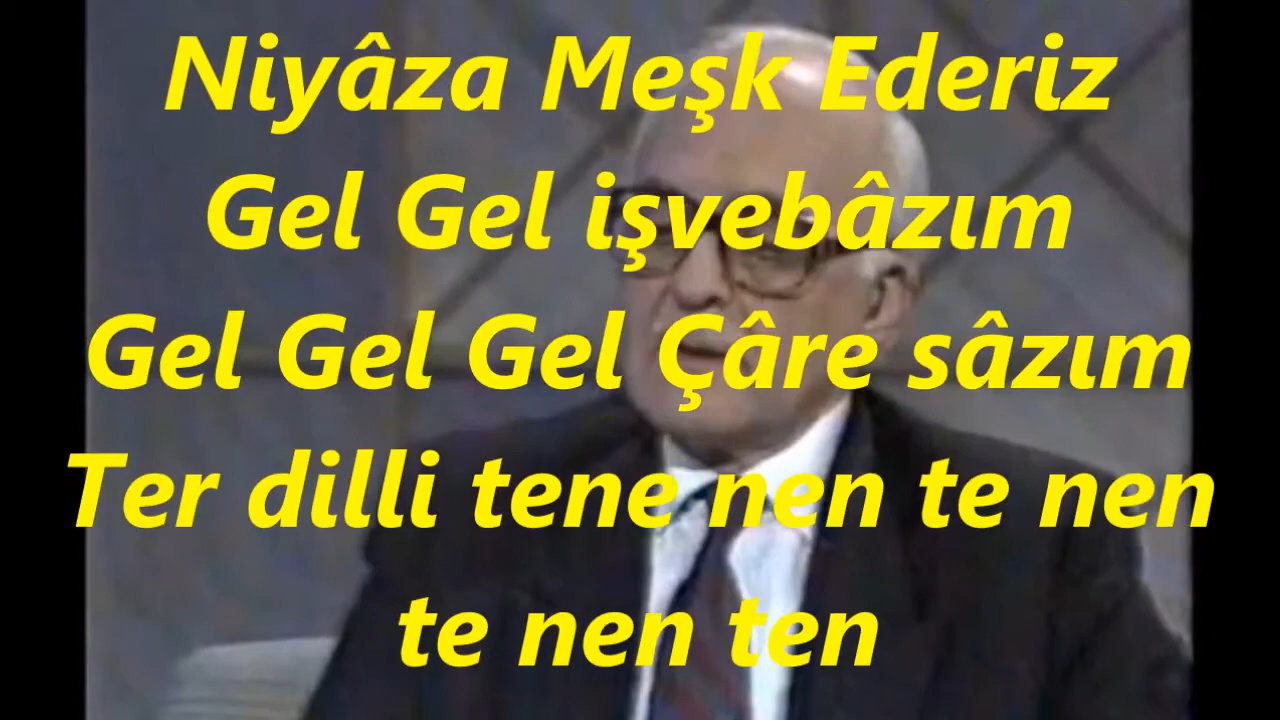 Niyâza Meşk Ederiz
Gel Gel işvebâzım
Gel Gel Gel Çâre sâzım
Ter dilli tene nen te nen
te nen ten